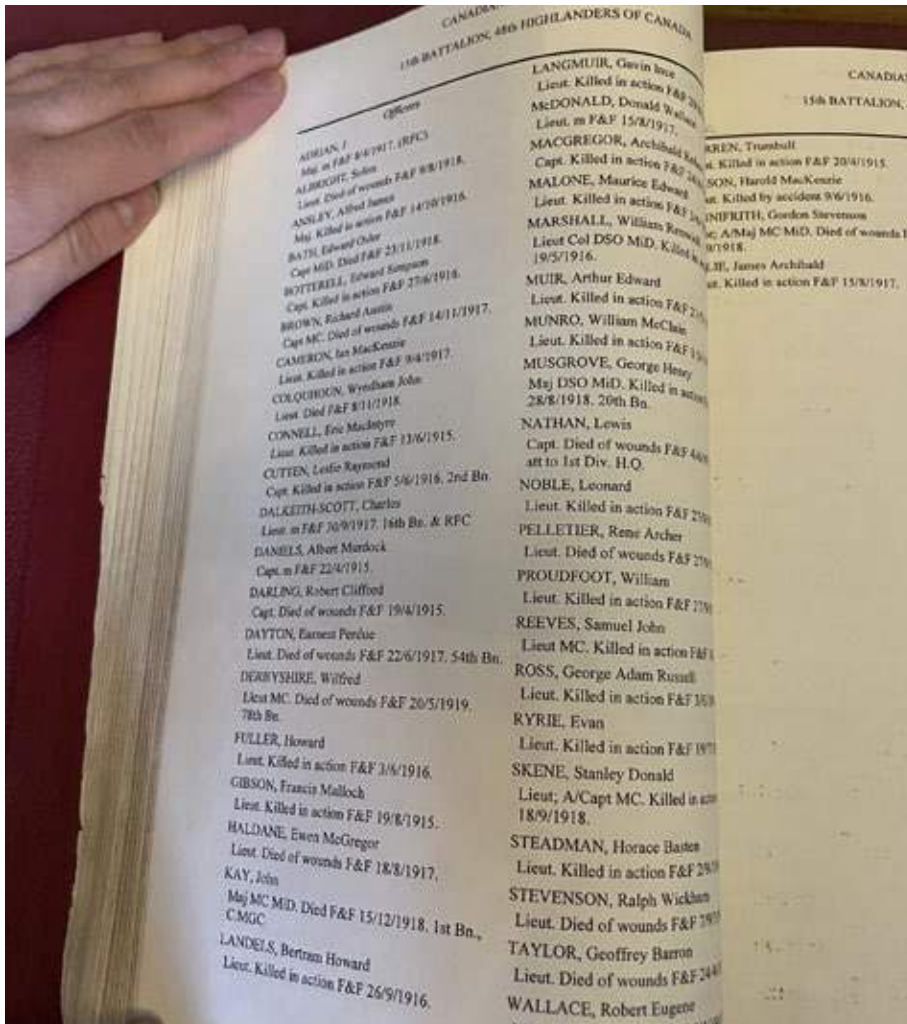 CANADIAN
15th BATTALION, 48th HIGHLANDERS OF CANADA
Officers
ADRIAN, J
Maj. m F&F 8/4/1917. (RFC)
ALBRIGHT, Solon
Lieut. Died of wounds F&F 9/8/1918.
ANSLEY, Alfred James
Maj. Killed in action F&F 14/10/1916.
BATH, Edward Osler
Capt MiD. Died F&F 23/11/1918.
BOTTERELL, Edward Simpson
Capt. Killed in action F&F 27/6/1916.
BROWN, Richard Austin
Capt MC. Died of wounds F&F 14/11/1917.
CAMERON, Ian MacKenzie
Lieut. Killed in action F&F 9/4/1917.
COLQUHOUN, Wyndham John
Lieut. Died F&F 8/11/1918.
CONNELL, Eric MacIntyre
Lieut. Killed in action F&F 13/6/1915.
CUTTEN, Leslie Raymond
Capt. Killed in action F&F 5/6/1916. 2nd Bn.
DALKEITH-SCOTT, Charles
Lieut. m F&F 30/9/1917. 16th Bn. & RFC
DANIELS, Albert Murdock
Capt. m F&F 22/4/1915.
DARLING, Robert Clifford
Capt. Died of wounds F&F 19/4/1915.
DAYTON, Earnest Perdue
Lieut. Died of wounds F&F 22/6/1917. 54th Bn.
DERBYSHIRE, Wilfred
Lieut MC. Died of wounds F&F 20/5/1919.
78th Bn.
FULLER, Howard
Lieut. Killed in action F&F 3/6/1916.
GIBSON, Francis Malloch
Lieut. Killed in action F&F 19/8/1915.
HALDANE, Ewen McGregor
Lieut. Died of wounds F&F 18/8/1917.
KAY, John
Maj MC MiD. Died F&F 15/12/1918. 1st Bn.,
C.MGC
LANDELS, Bertram Howard
Lieut. Killed in action F&F 26/9/1916.
LANGMUIR, Gavin Ince
Lieut. Killed in action F&F
McDONALD, Donald Wallace
Lieut. m F&F 15/8/1917.
MACGREGOR, Archibald
Capt. Killed in action F&F
MALONE, Maurice Edward
Lieut. Killed in action F&F
MARSHALL, William Renwick
Lieut Col DSO MiD. Killed in
19/5/1916.
MUIR, Arthur Edward
Lieut. Killed in action F&F
MUNRO, William McClain
Lieut. Killed in action F&F
MUSGROVE, George Henry
Maj DSO MiD. Killed in action
28/8/1918. 20th Bn.
NATHAN, Lewis
Capt. Died of wounds F&F
att to 1st Div. H.Q.
NOBLE, Leonard
Lieut. Killed in action F&F
PELLETIER, Rene Archer
Lieut. Died of wounds F&F
PROUDFOOT, William
Lieut. Killed in action F&F
REEVES, Samuel John
Lieut MC. Killed in action F&F
ROSS, George Adam Russell
Lieut. Killed in action F&F
RYRIE, Evan
Lieut. Killed in action F&F
SKENE, Stanley Donald
Lieut; A/Capt MC. Killed in
18/9/1918.
STEADMAN, Horace Basten
Lieut. Killed in action F&F
STEVENSON, Ralph Wickham
Lieut. Died of wounds F&F
TAYLOR, Geoffrey Barron
Lieut. Died of wounds F&F
WALLACE, Robert Eugene
CANADIA
15th BATTALION,
RREN, Trumbull
Killed in action F&F 20/4/1915.
SON, Harold MacKenzie
Killed by accident 9/6/1916.
NIFRITH, Gordon Stevenson
A/Maj MC MiD. Died of wounds
/1918.
LIE, James Archibald
Killed in action F&F 15/8/1917.